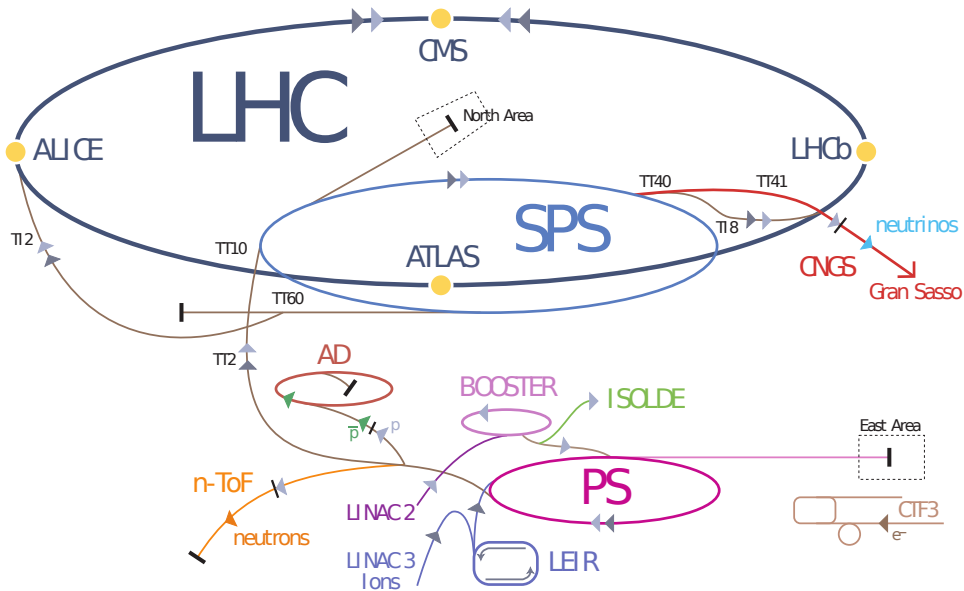 CMS
LHC
North Area
ALICE
LHCb
TT40
TT41
SPS
TI2
TT10
TI8
neutrinos
ATLAS
CNGS
TT60
Gran Sasso
TT2
AD
BOOSTER
ISOLDE
p̅
p
East Area
n-ToF
PS
LINAC 2
CTF3
neutrons
e⁻
LINAC 3
Ions
LEIR